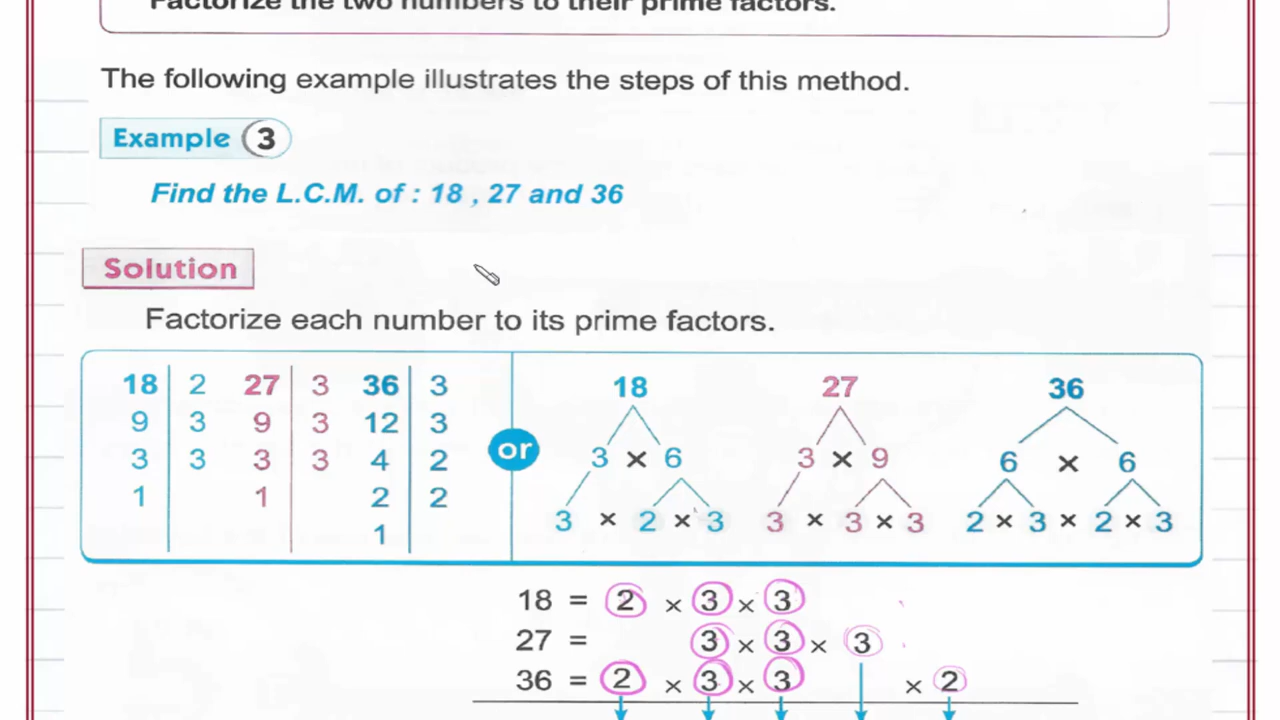 Factorize the two numbers to their prime factors.
The following example illustrates the steps of this method.
Example 3
Find the L.C.M. of : 18 , 27 and 36
Solution
Factorize each number to its prime factors.
18 2 27 3 36 3
9 3 9 3 12 3
3 3 3 3 4 2
1 1 2 2
1
or
18 27 36
3 × 6 3 × 9 6 × 6
3 × 2 × 3 3 × 3 × 3 2 × 3 × 2 × 3
18 = 2 × 3 × 3
27 = 3 × 3 × 3
36 = 2 × 3 × 3 × 2